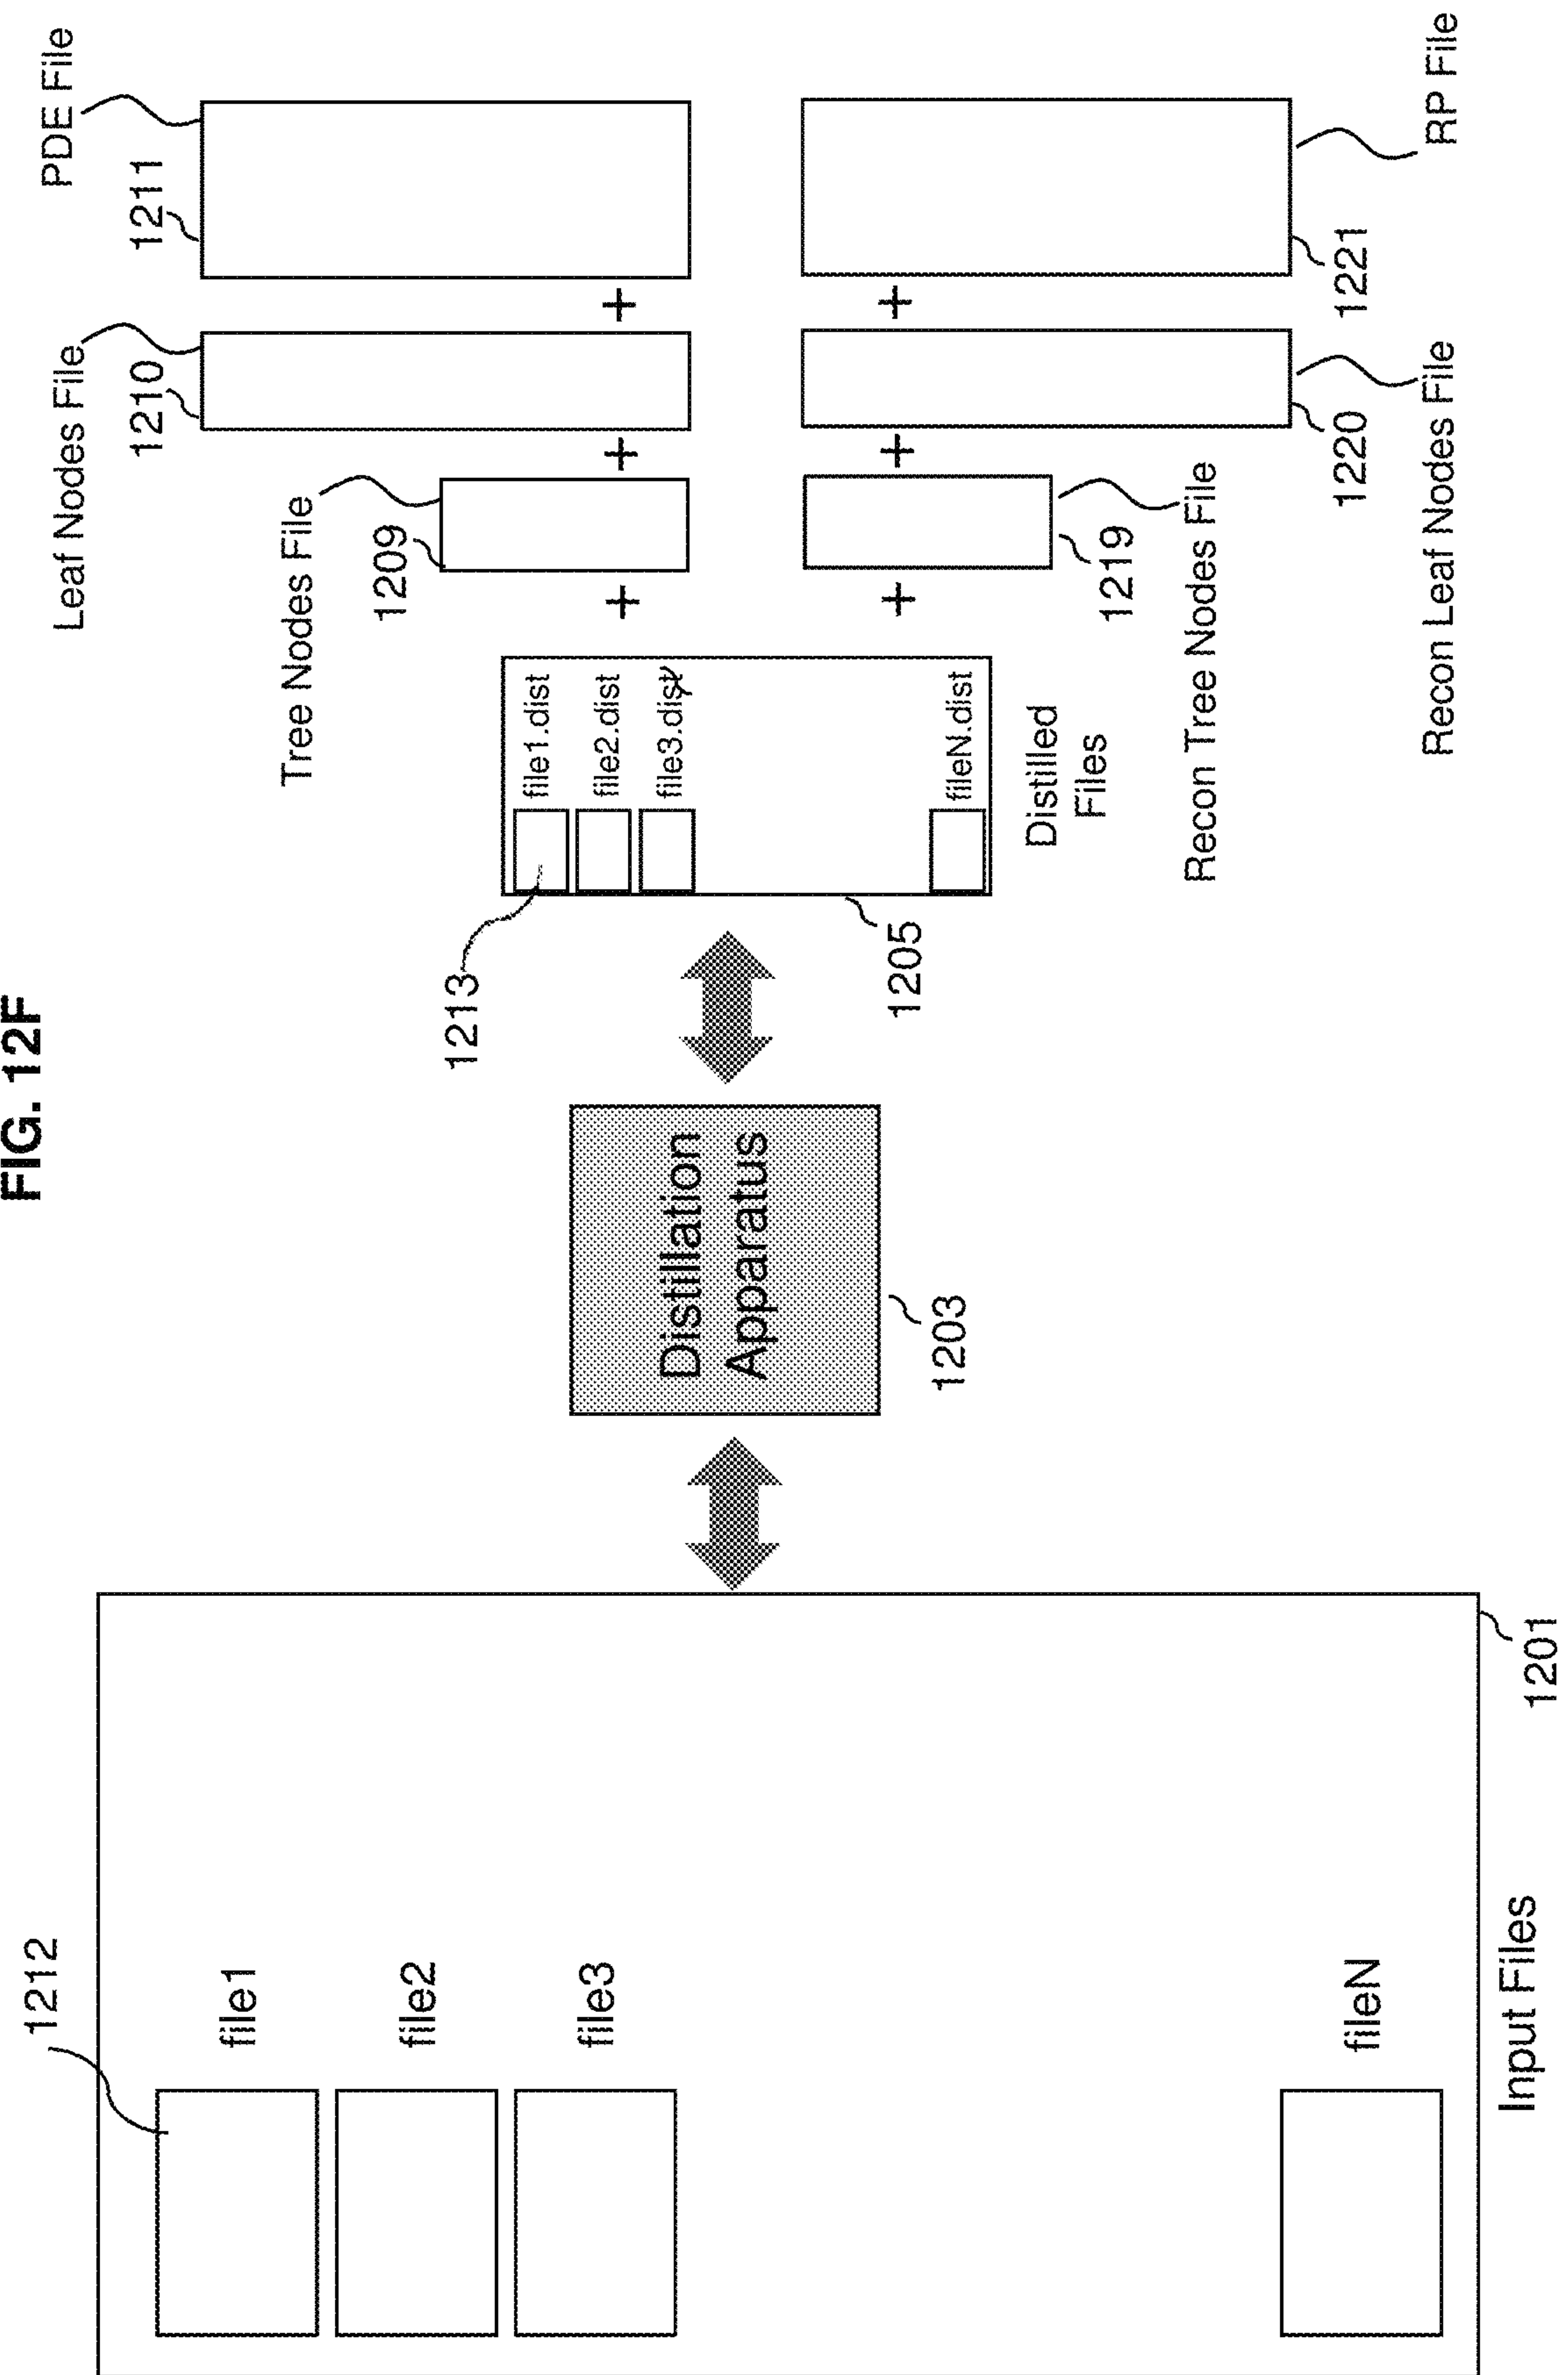 FIG. 12F
1212
file1
file2
file3
fileN
Input Files
1201
Distillation
Apparatus
1203
1213
file1.dist
file2.dist
file3.dist
fileN.dist
1205
Distilled
Files
+
+
Tree Nodes File
1209
+
+
Leaf Nodes File
1210
+
+
PDE File
1211
1219
Recon Tree Nodes File
1220
Recon Leaf Nodes File
1221
RP File